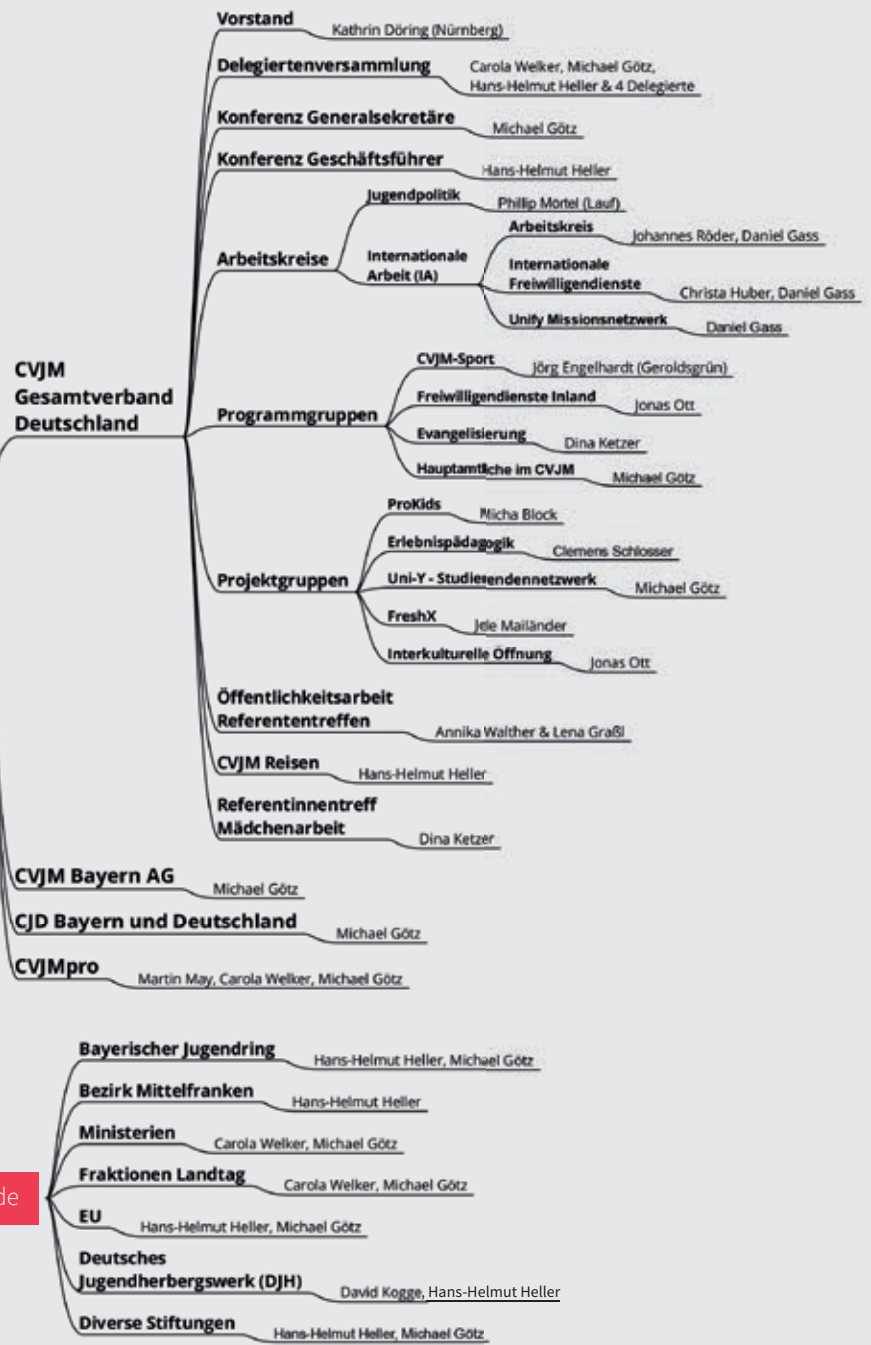 Vorstand
Kathrin Döring (Nürnberg)
Delegiertenversammlung
Carola Welker, Michael Götz,
Hans-Helmut Heller & 4 Delegierte
Konferenz Generalsekretäre
Michael Götz
Konferenz Geschäftsführer
Hans-Helmut Heller
Arbeitskreise
Jugendpolitik
Phillip Mortel (Lauf)
Internationale
Arbeit (IA)
Arbeitskreis
Johannes Röder, Daniel Gass
Internationale
Freiwilligendienste
Christa Huber, Daniel Gass
Unify Missionsnetzwerk
Daniel Gass
CVJM
Gesamtverband
Deutschland
Programmgruppen
CVJM-Sport
Jörg Engelhardt (Geroldsgrün)
Freiwilligendienste Inland
Jonas Ott
Evangelisierung
Dina Ketzer
Hauptamtliche im CVJM
Michael Götz
Projektgruppen
ProKids
Micha Block
Erlebnispädagogik
Clemens Schlosser
Uni-Y - Studierendennetzwerk
Michael Götz
FreshX
Jele Mailänder
Interkulturelle Öffnung
Jonas Ott
Öffentlichkeitsarbeit
Referententreffen
Annika Walther & Lena Graßl
CVJM Reisen
Hans-Helmut Heller
Referentinnentreff
Mädchenarbeit
Dina Ketzer
CVJM Bayern AG
Michael Götz
CJD Bayern und Deutschland
Michael Götz
CVJMpro
Martin May, Carola Welker, Michael Götz
Bayerischer Jugendring
Hans-Helmut Heller, Michael Götz
Bezirk Mittelfranken
Hans-Helmut Heller
Ministerien
Carola Welker, Michael Götz
Fraktionen Landtag
Carola Welker, Michael Götz
de
EU
Hans-Helmut Heller, Michael Götz
Deutsches
Jugendherbergswerk (DJH)
David Kogge, Hans-Helmut Heller
Diverse Stiftungen
Hans-Helmut Heller, Michael Götz